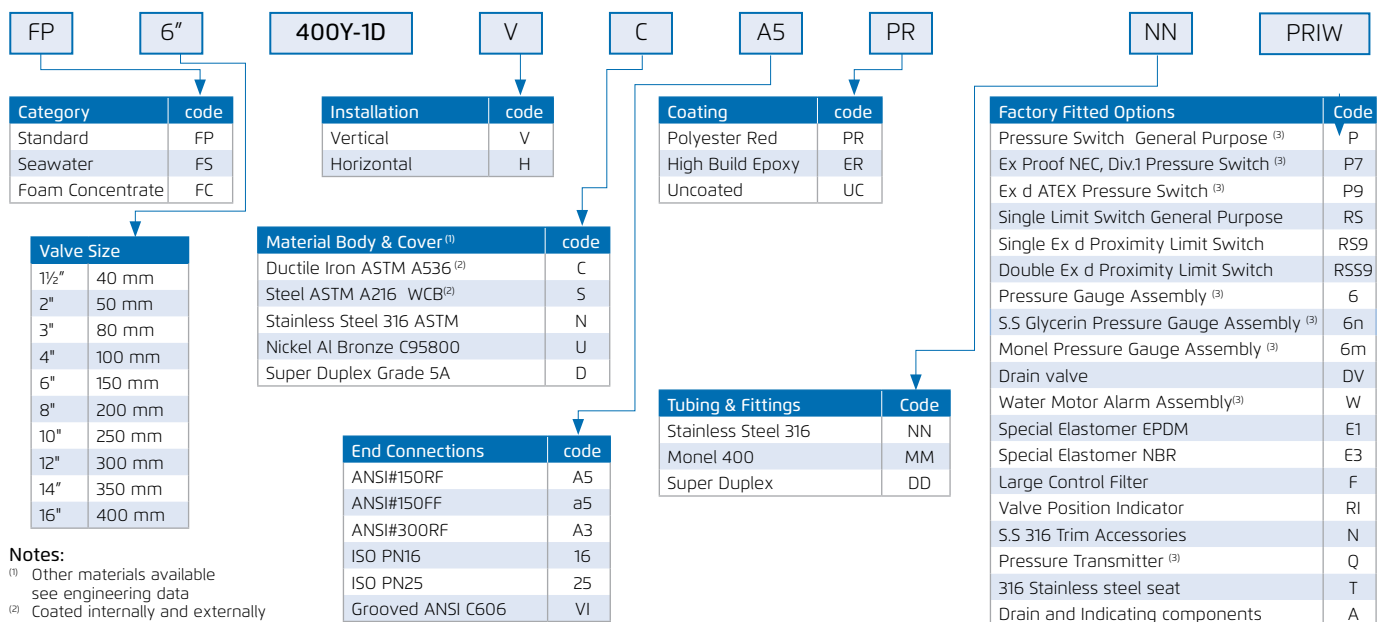 FP 6" 400Y-1D V C A5 PR NN PRIW
Category code
Standard FP
Seawater FS
Foam Concentrate FC
Valve Size
1½" 40 mm
2" 50 mm
3" 80 mm
4" 100 mm
6" 150 mm
8" 200 mm
10" 250 mm
12" 300 mm
14" 350 mm
16" 400 mm
Notes:
(1) Other materials available
see engineering data
(2) Coated internally and externally
Installation code
Vertical V
Horizontal H
Material Body & Cover (1) code
Ductile Iron ASTM A536 (2) C
Steel ASTM A216 WCB(2) S
Stainless Steel 316 ASTM N
Nickel Al Bronze C95800 U
Super Duplex Grade 5A D
End Connections code
ANSI#150RF A5
ANSI#150FF a5
ANSI#300RF A3
ISO PN16 16
ISO PN25 25
Grooved ANSI C606 VI
Coating code
Polyester Red PR
High Build Epoxy ER
Uncoated UC
Tubing & Fittings Code
Stainless Steel 316 NN
Monel 400 MM
Super Duplex DD
Factory Fitted Options Code
Pressure Switch General Purpose (3) P
Ex Proof NEC, Div.1 Pressure Switch (3) P7
Ex d ATEX Pressure Switch (3) P9
Single Limit Switch General Purpose RS
Single Ex d Proximity Limit Switch RS9
Double Ex d Proximity Limit Switch RSS9
Pressure Gauge Assembly (3) 6
S.S Glycerin Pressure Gauge Assembly (3) 6n
Monel Pressure Gauge Assembly (3) 6m
Drain valve DV
Water Motor Alarm Assembly(3) W
Special Elastomer EPDM E1
Special Elastomer NBR E3
Large Control Filter F
Valve Position Indicator RI
S.S 316 Trim Accessories N
Pressure Transmitter (3) Q
316 Stainless steel seat T
Drain and Indicating components A